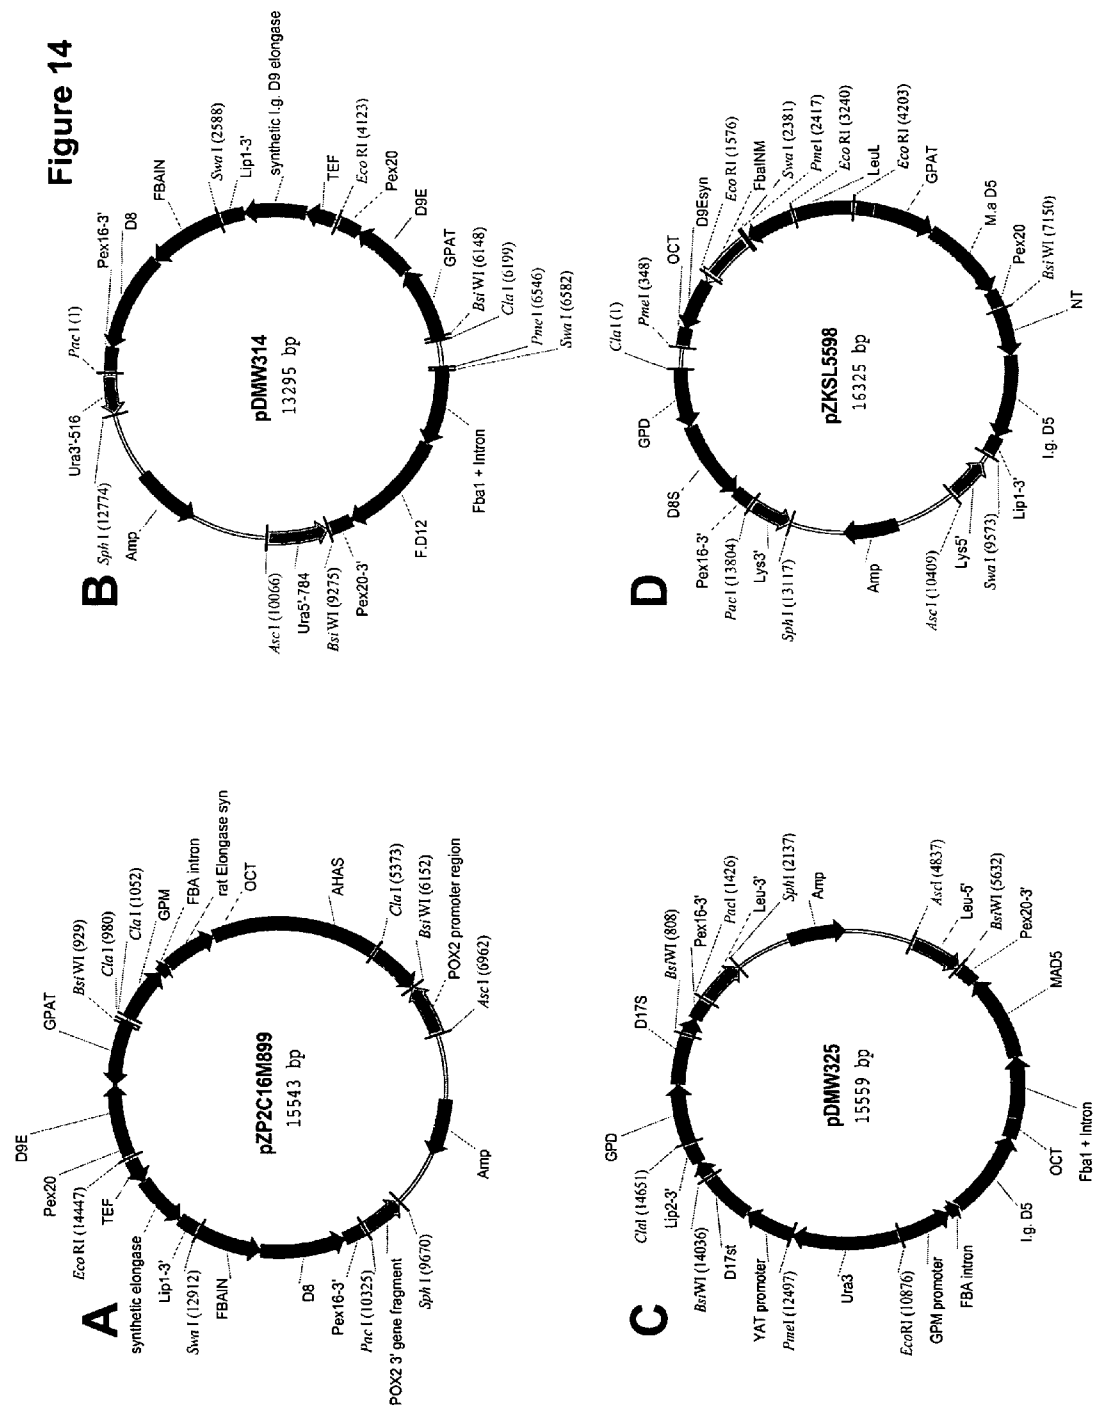 Figure 14
A
pZP2C16M899
15543 bp
GPAT
BsiWI (929)
ClaI (980)
ClaI (1052)
GPM
FBA intron
rat Elongase syn
OCT
AHAS
ClaI (5373)
BsiWI (6152)
POX2 promoter region
AscI (6962)
Amp
SphI (9670)
POX2 3' gene fragment
PacI (10325)
Pex16-3'
D8
FBAIN
SwaI (12912)
Lip1-3'
synthetic elongase
TEF
EcoRI (14447)
Pex20
D9E
B
pDMW314
13295 bp
PacI (1)
Pex16-3'
D8
FBAIN
SwaI (2588)
Lip1-3'
synthetic I.g. D9 elongase
TEF
EcoRI (4123)
Pex20
D9E
GPAT
BsiWI (6148)
ClaI (6199)
PmeI (6546)
SwaI (6582)
Fba1 + Intron
F.D12
Pex20-3'
BsiWI (9275)
Ura5'-784
AscI (10066)
Amp
SphI (12774)
Ura3'-516
C
pDMW325
15559 bp
D17S
BsiWI (808)
Pex16-3'
PacI (1426)
Leu-3'
SphI (2137)
Amp
AscI (4837)
Leu-5'
BsiWI (5632)
Pex20-3'
MAD5
Fba1 + Intron
OCT
I.g. D5
FBA intron
GPM promoter
EcoRI (10876)
Ura3
PmeI (12497)
YAT promoter
D17st
BsiWI (14036)
Lip2-3'
ClaI (14651)
GPD
D
pZKSL5598
16325 bp
ClaI (1)
PmeI (348)
OCT
D9Esyn
EcoRI (1576)
FbaINM
SwaI (2381)
PmeI (2417)
EcoRI (3240)
LeuL
EcoRI (4203)
GPAT
M.a D5
Pex20
BsiWI (7150)
NT
I.g. D5
Lip1-3'
SwaI (9573)
Lys5'
AscI (10409)
Amp
SphI (13117)
Lys3'
PacI (13804)
Pex16-3'
D8S
GPD